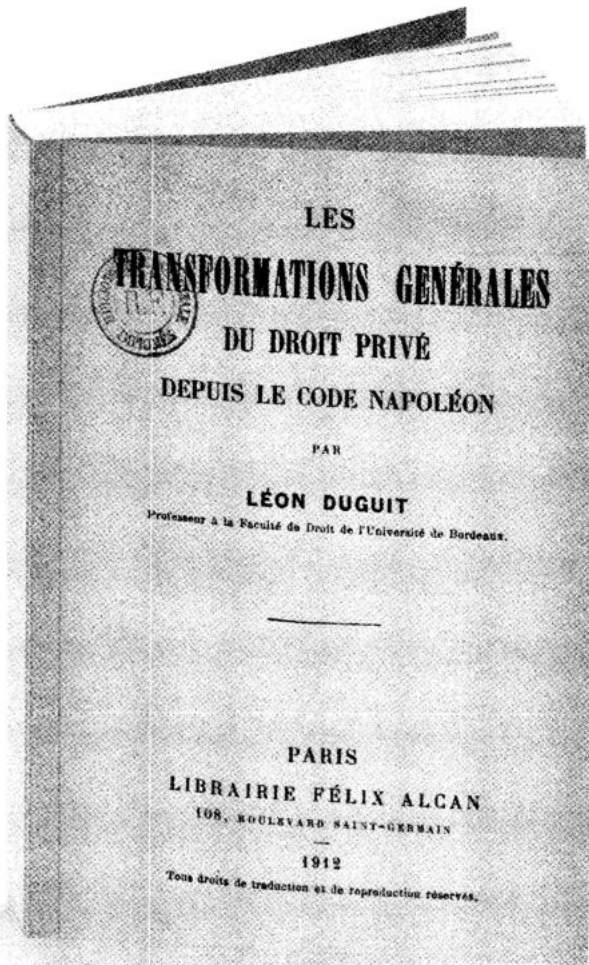 LES
TRANSFORMATIONS GENÉRALES
DU DROIT PRIVÉ
DEPUIS LE CODE NAPOLÉON
PAR
LÉON DUGUIT
Professeur à la Faculté de Droit de l'Université de Bordeaux.
PARIS
LIBRAIRIE FÉLIX ALCAN
108, BOULEVARD SAINT-GERMAIN
1912
Tous droits de traduction et de reproduction réservés.